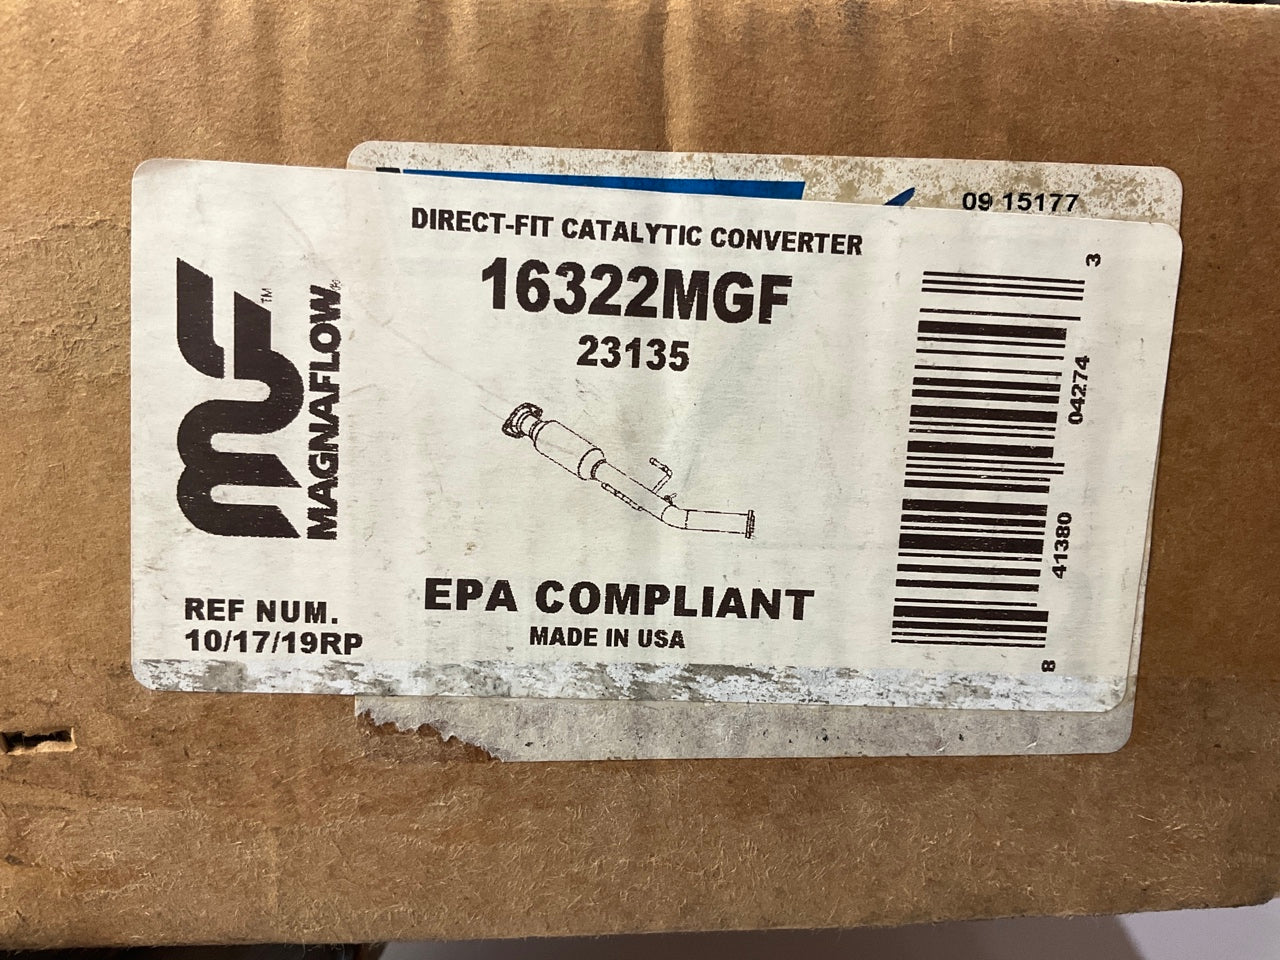 09 15177
DIRECT-FIT CATALYTIC CONVERTER
16322MGF
23135
MF™
MAGNAFLOW®
EPA COMPLIANT
MADE IN USA
REF NUM.
10/17/19RP
8 41380 04274 3